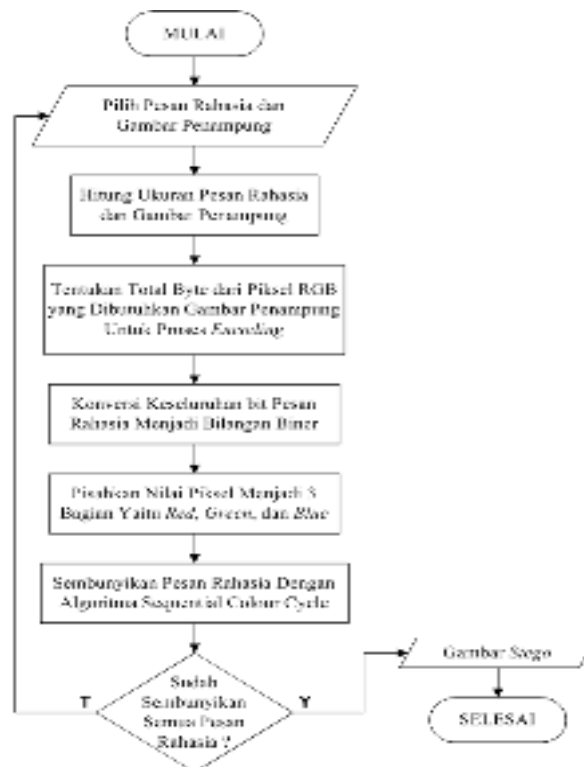 MULAI
Pilih Pesan Rahasia dan
Gambar Penampung
Hitung Ukuran Pesan Rahasia
dan Gambar Penampung
Tentukan Total Byte dari Piksel RGB
yang Dibutuhkan Gambar Penampung
Untuk Proses Encoding
Konversi Keseluruhan bit Pesan
Rahasia Menjadi Bilangan Biner
Pisahkan Nilai Piksel Menjadi 3
Bagian Yaitu Red, Green, dan Blue
Sembunyikan Pesan Rahasia Dengan
Algoritma Sequential Colour Cycle
Sudah
Sembunyikan
Semua Pesan
Rahasia ?
T
Y
Gambar Stego
SELESAI